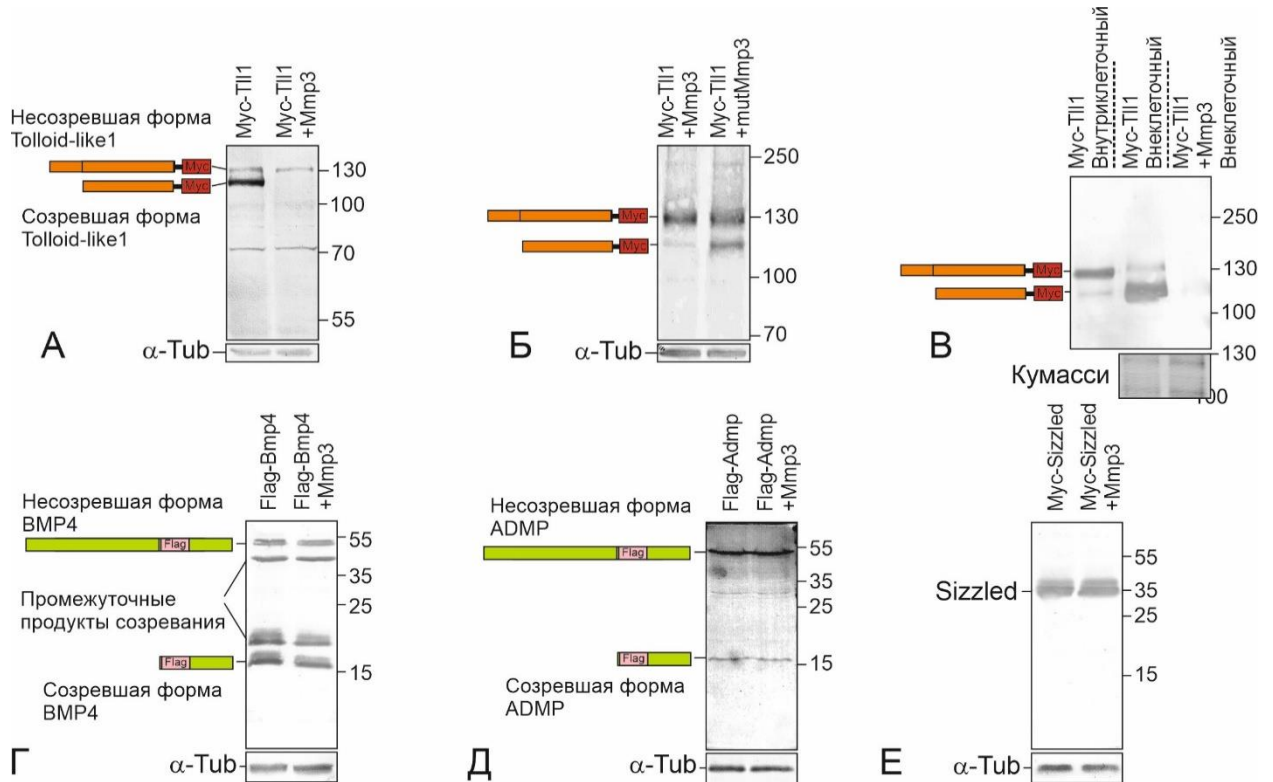 Несозревшая форма
Tolloid-like1
Myc
Myc
Созревшая форма
Tolloid-like1
Myc-Tll1
Myc-Tll1
+Mmp3
130
100
70
55
А
α-Tub
Myc-Tll1
+Mmp3
Myc-Tll1
+mutMmp3
Myc
Myc
250
130
100
70
Б
α-Tub
Myc-Tll1
Внутриклеточный
Myc-Tll1
Внеклеточный
Myc-Tll1
+Mmp3
Внеклеточный
Myc
Myc
250
130
100
В
Кумасси
130
100
Flag-Bmp4
Flag-Bmp4
+Mmp3
Несозревшая форма
BMP4
Flag
Промежуточные
продукты созревания
Flag
Созревшая форма
BMP4
55
35
25
15
Г
α-Tub
Flag-Admp
Flag-Admp
+Mmp3
Несозревшая форма
ADMP
Flag
Flag
Созревшая форма
ADMP
55
35
25
15
Д
α-Tub
Myc-Sizzled
Myc-Sizzled
+Mmp3
Sizzled
55
35
25
15
Е
α-Tub